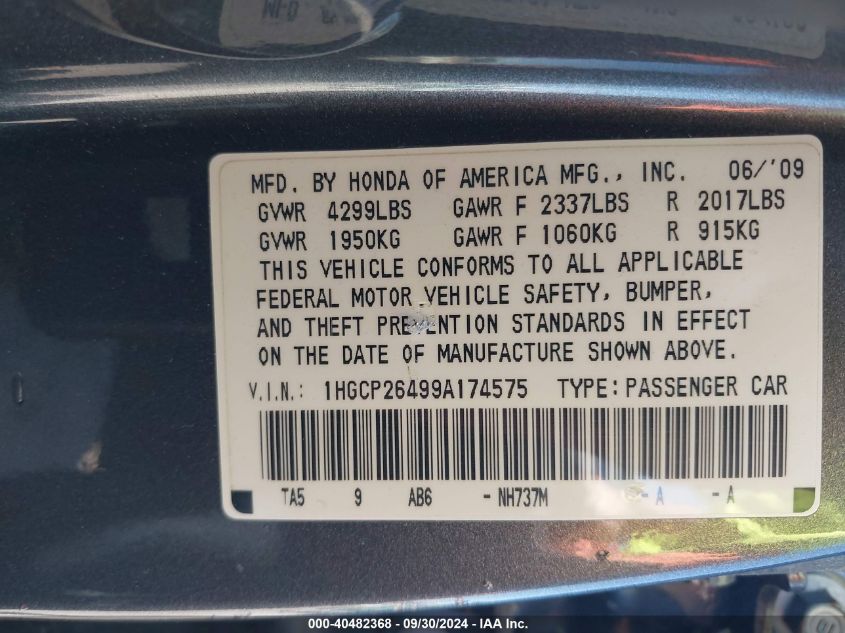 MFD. BY HONDA OF AMERICA MFG., INC. 06/'09
GVWR 4299LBS GAWR F 2337LBS R 2017LBS
GVWR 1950KG GAWR F 1060KG R 915KG
THIS VEHICLE CONFORMS TO ALL APPLICABLE
FEDERAL MOTOR VEHICLE SAFETY, BUMPER,
AND THEFT PREVENTION STANDARDS IN EFFECT
ON THE DATE OF MANUFACTURE SHOWN ABOVE.
V.I.N.: 1HGCP26499A174575 TYPE: PASSENGER CAR
TA5 9 AB6 - NH737M - A - A
000-40482368 - 09/30/2024 - 1TAS.